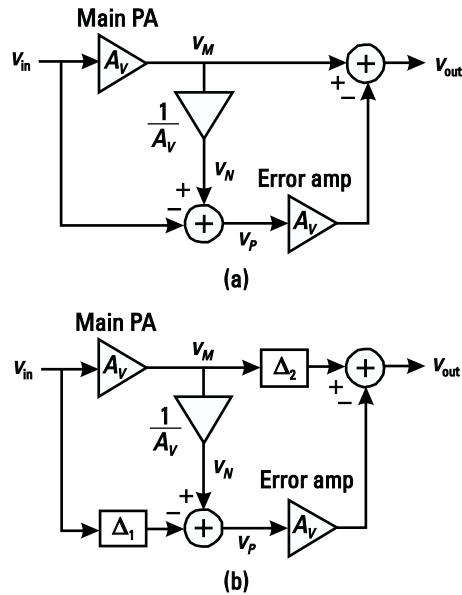 Main PA
V_in
A_V
V_M
+
+
−
V_out
1/A_V
V_N
Error amp
+
−
+
V_P
A_V
(a)
Main PA
V_in
A_V
V_M
Δ_2
+
+
−
V_out
1/A_V
V_N
Error amp
Δ_1
+
−
+
V_P
A_V
(b)